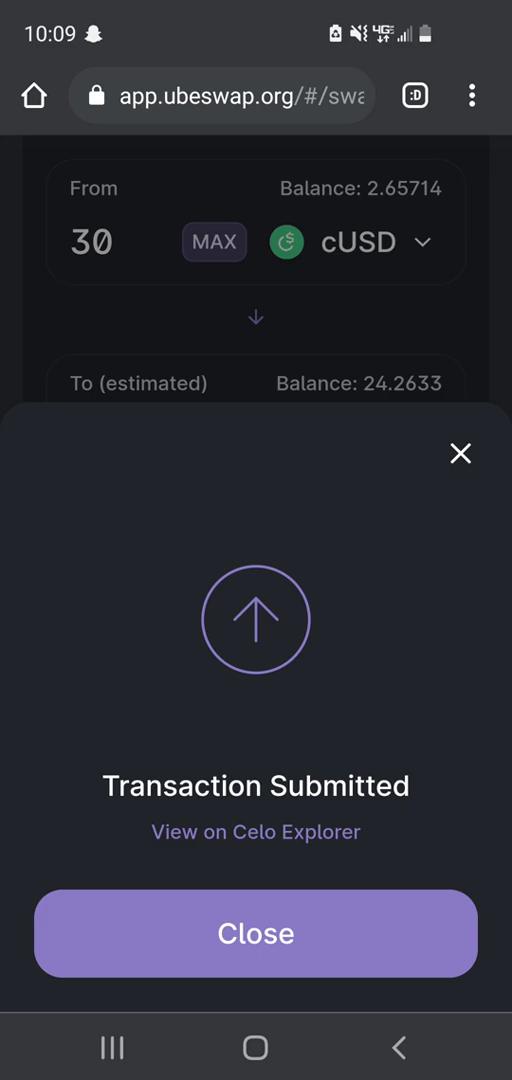 10:09
4GE
app.ubeswap.org/#/swa
:D
From
Balance: 2.65714
30
MAX
cUSD
To (estimated)
Balance: 24.2633
Transaction Submitted
View on Celo Explorer
Close